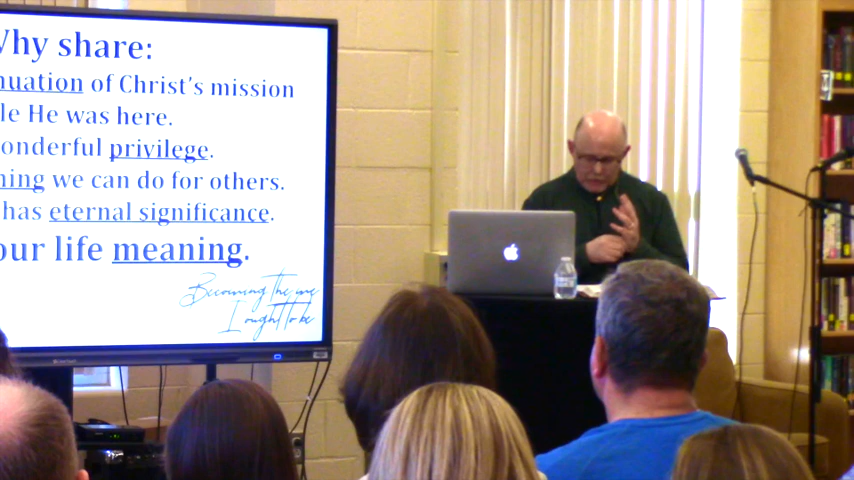 Why share:
nuation of Christ's mission
le He was here.
onderful privilege.
ning we can do for others.
has eternal significance.
our life meaning.
Becoming the me
I ought to be